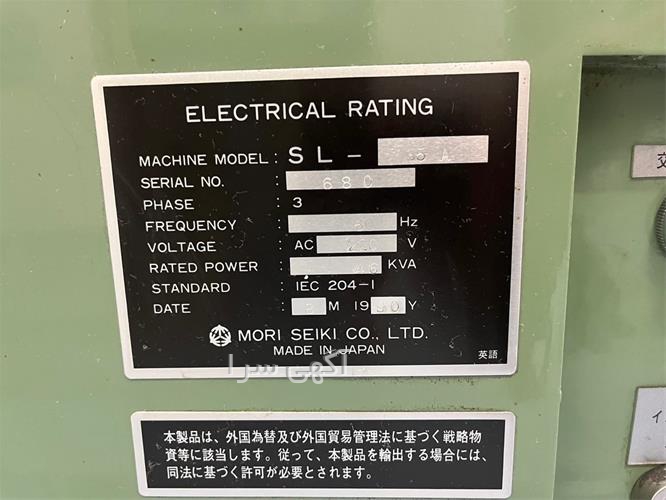 ELECTRICAL RATING
MACHINE MODEL : SL-
SERIAL NO. : 680
PHASE : 3
FREQUENCY : Hz
VOLTAGE : AC 220 V
RATED POWER : KVA
STANDARD : IEC 204-1
DATE : M 1990 Y
MORI SEIKI CO., LTD.
MADE IN JAPAN
英語
آگهی سرا
本製品は、外国為替及び外国貿易管理法に基づく戦略物
資等に該当します。従って、本製品を輸出する場合には、
同法に基づく許可が必要とされます。
交
イ